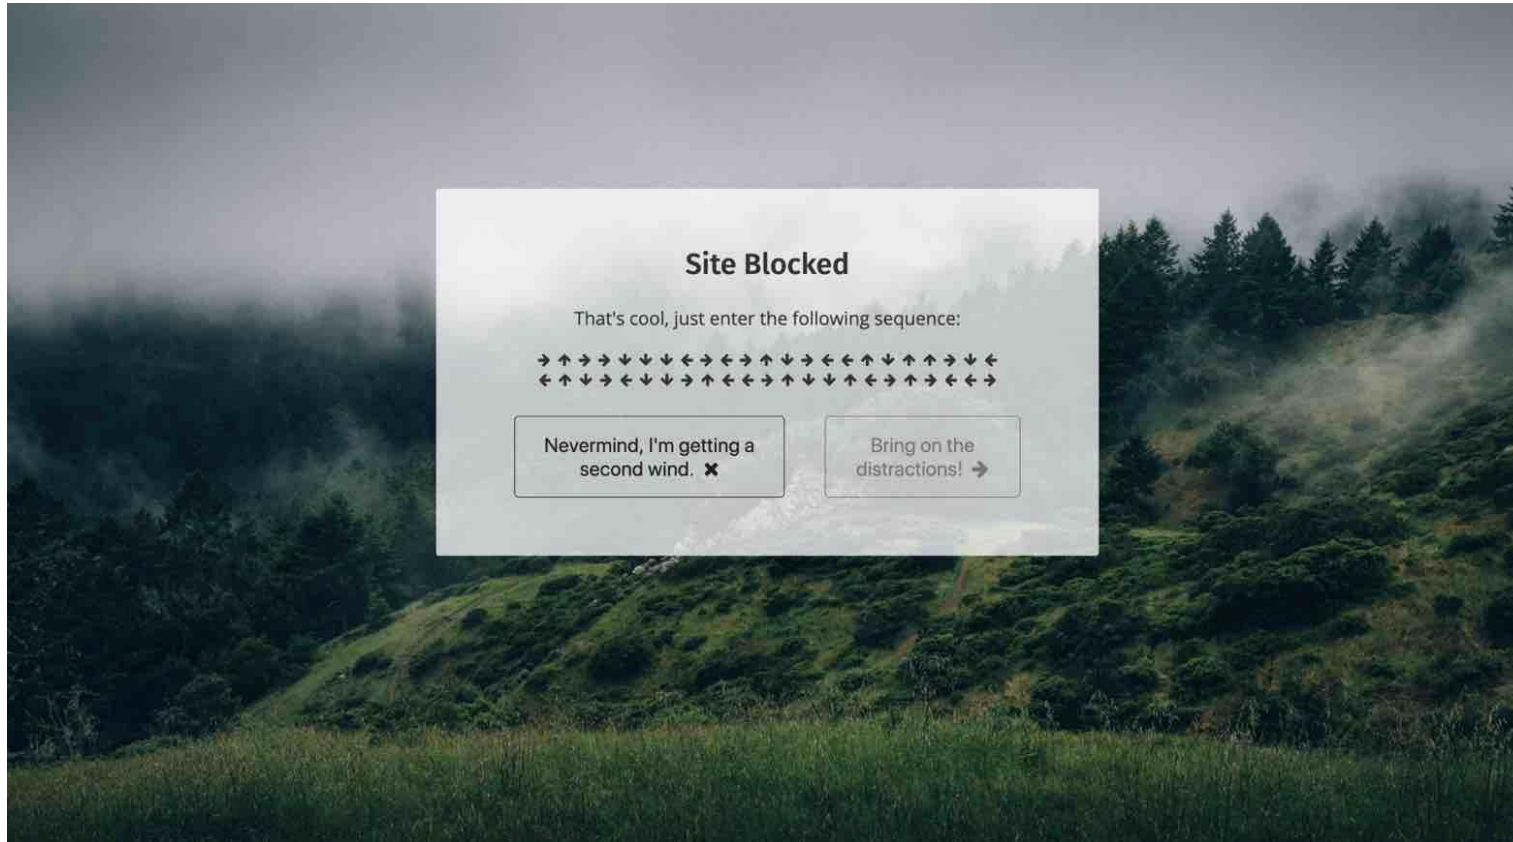 Site Blocked
That's cool, just enter the following sequence:
→ ↑ → → ↓ ↓ ↓ ← → ← → ↑ ↓ → ← ← ↑ ↓ ↑ ↑ → ↓ ←
← ↑ ↓ → ← ↓ ↓ → ↑ ← ← → ↑ ↓ ↓ ↑ ← → ↑ → ← ← →
Nevermind, I'm getting a
second wind. ✖
Bring on the
distractions! →